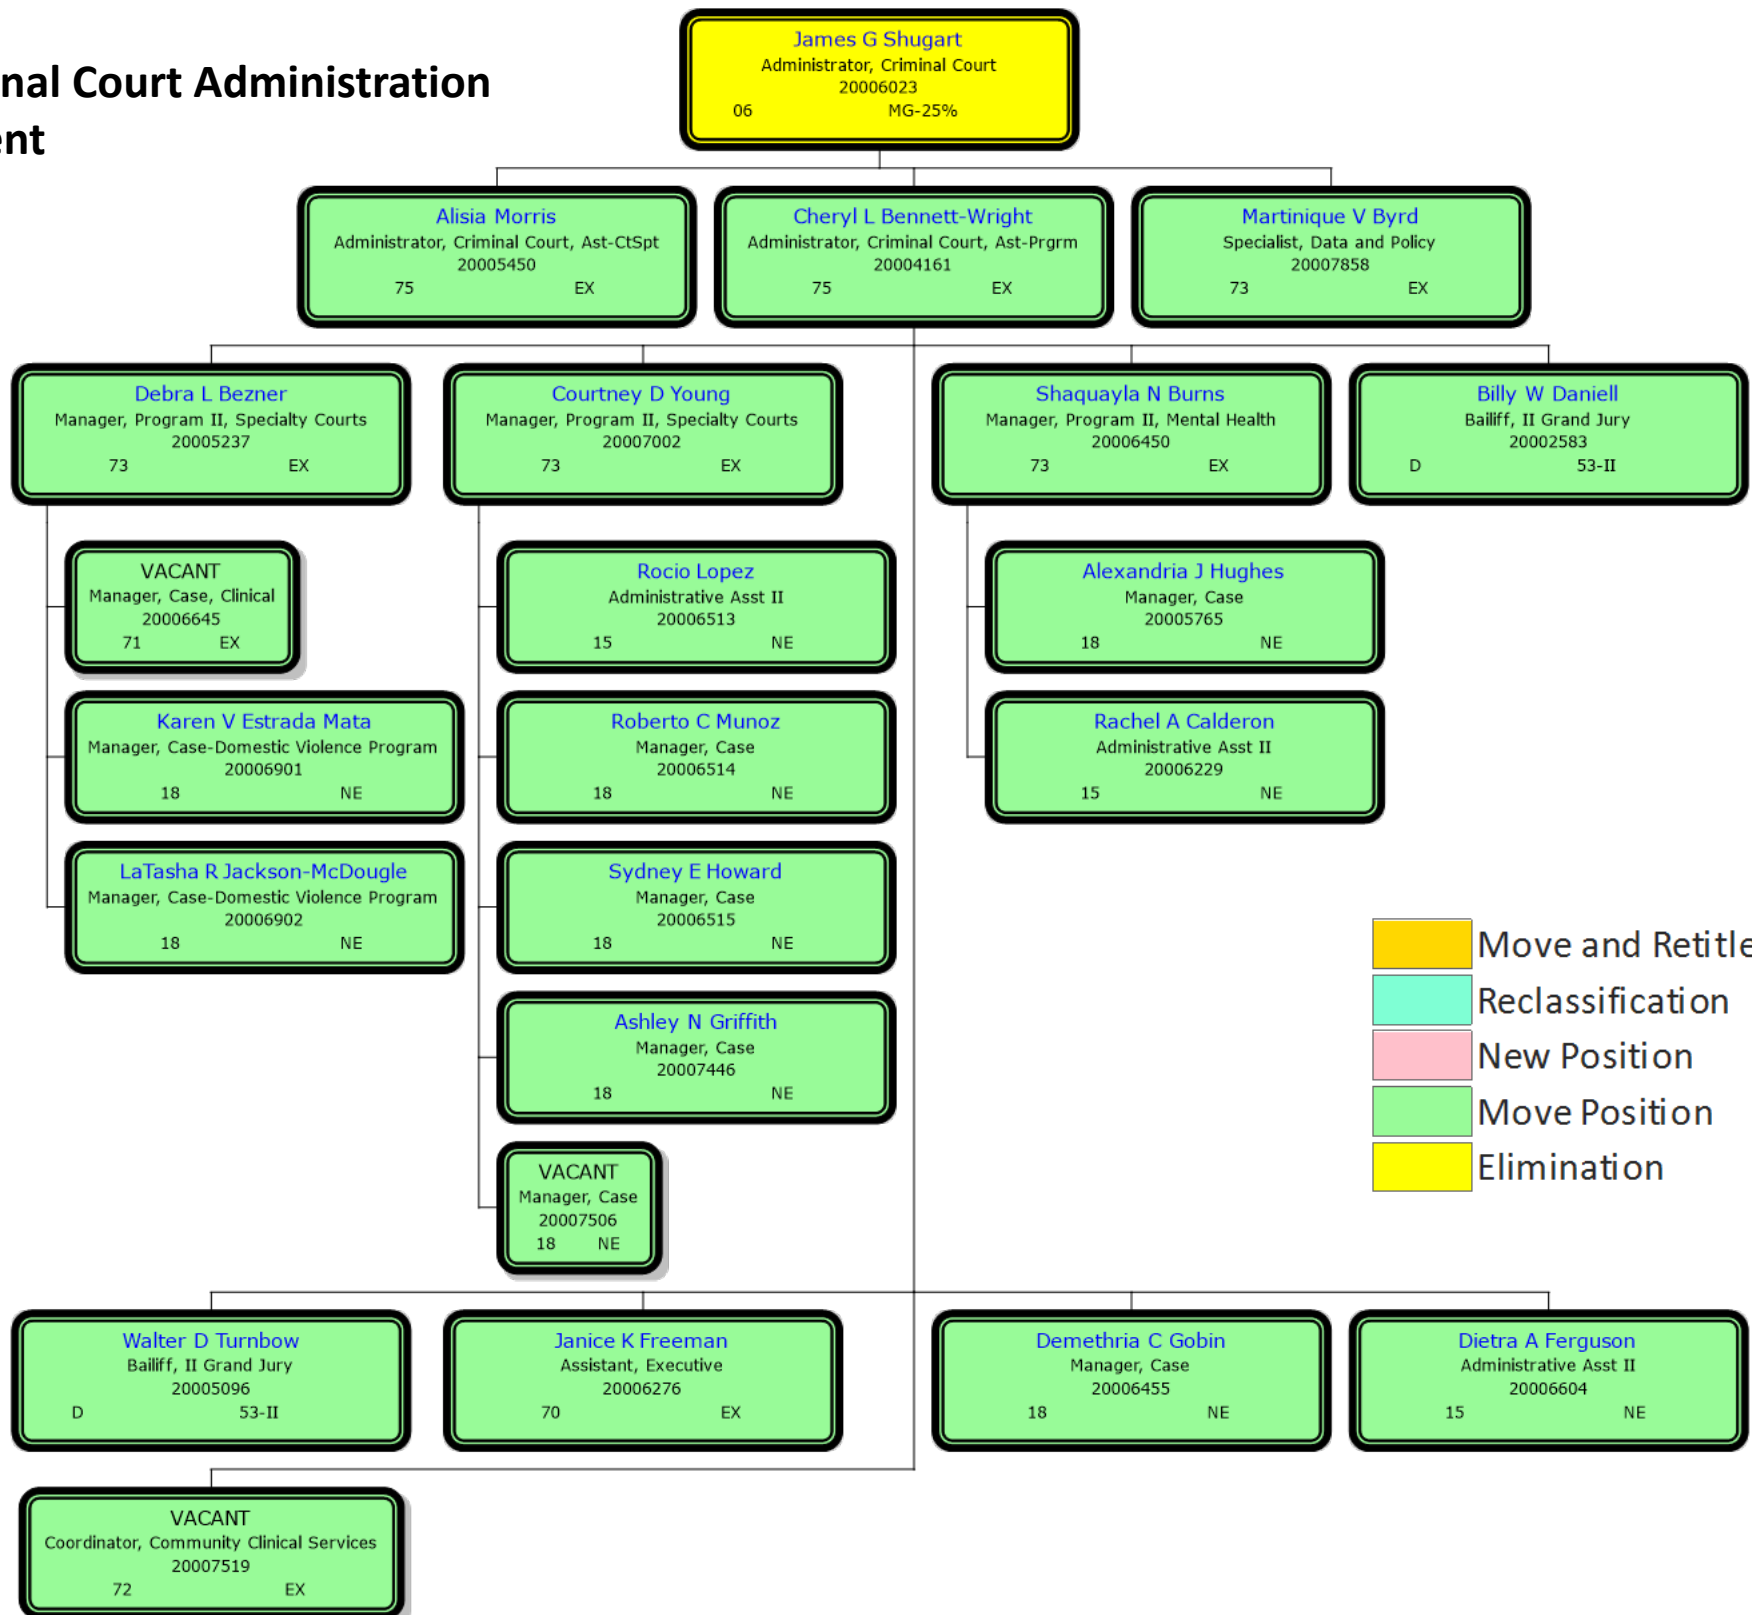 nal Court Administration
ent
James G Shugart
Administrator, Criminal Court
20006023
06 MG-25%
Alisia Morris
Administrator, Criminal Court, Ast-CtSpt
20005450
75 EX
Cheryl L Bennett-Wright
Administrator, Criminal Court, Ast-Prgrm
20004161
75 EX
Martinique V Byrd
Specialist, Data and Policy
20007858
73 EX
Debra L Bezner
Manager, Program II, Specialty Courts
20005237
73 EX
Courtney D Young
Manager, Program II, Specialty Courts
20007002
73 EX
Shaquayla N Burns
Manager, Program II, Mental Health
20006450
73 EX
Billy W Daniell
Bailiff, II Grand Jury
20002583
D 53-II
VACANT
Manager, Case, Clinical
20006645
71 EX
Karen V Estrada Mata
Manager, Case-Domestic Violence Program
20006901
18 NE
LaTasha R Jackson-McDougle
Manager, Case-Domestic Violence Program
20006902
18 NE
Rocio Lopez
Administrative Asst II
20006513
15 NE
Roberto C Munoz
Manager, Case
20006514
18 NE
Sydney E Howard
Manager, Case
20006515
18 NE
Ashley N Griffith
Manager, Case
20007446
18 NE
VACANT
Manager, Case
20007506
18 NE
Alexandria J Hughes
Manager, Case
20005765
18 NE
Rachel A Calderon
Administrative Asst II
20006229
15 NE
Move and Retitle
Reclassification
New Position
Move Position
Elimination
Walter D Turnbow
Bailiff, II Grand Jury
20005096
D 53-II
Janice K Freeman
Assistant, Executive
20006276
70 EX
Demethria C Gobin
Manager, Case
20006455
18 NE
Dietra A Ferguson
Administrative Asst II
20006604
15 NE
VACANT
Coordinator, Community Clinical Services
20007519
72 EX